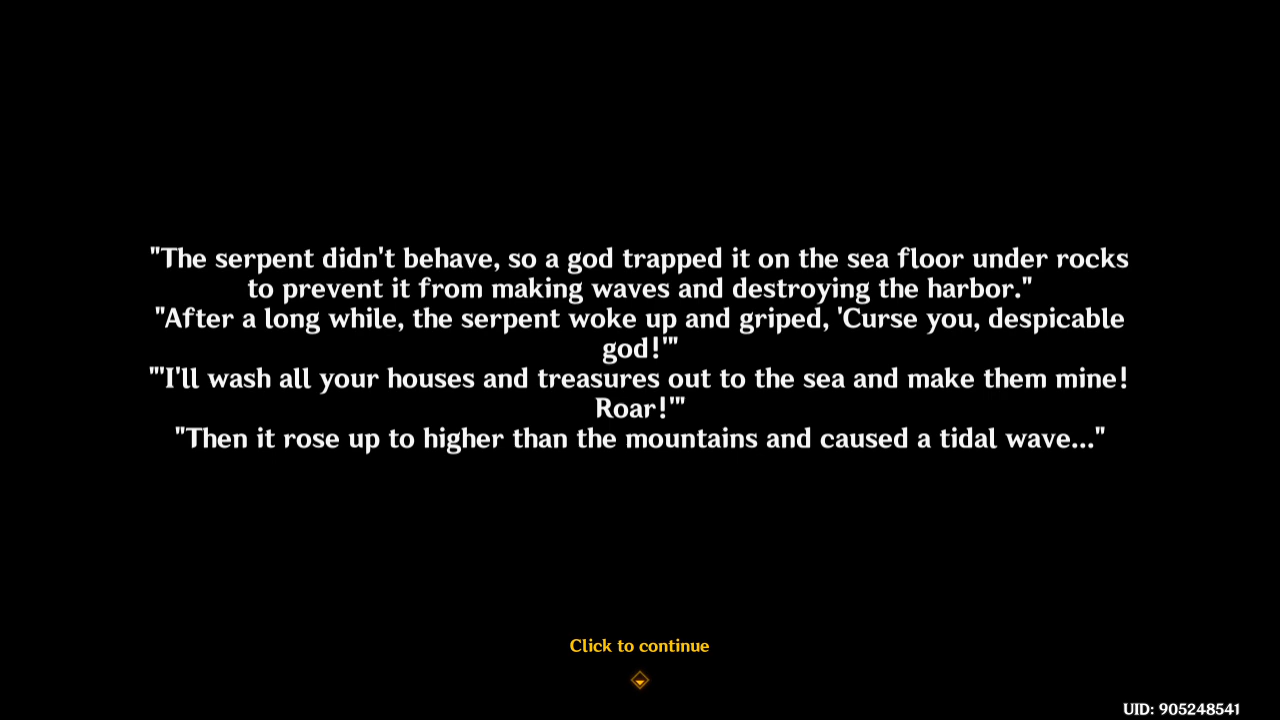 "The serpent didn't behave, so a god trapped it on the sea floor under rocks
to prevent it from making waves and destroying the harbor."
"After a long while, the serpent woke up and griped, 'Curse you, despicable
god!'"
"'I'll wash all your houses and treasures out to the sea and make them mine!
Roar!'"
"Then it rose up to higher than the mountains and caused a tidal wave..."
Click to continue
UID: 905248541